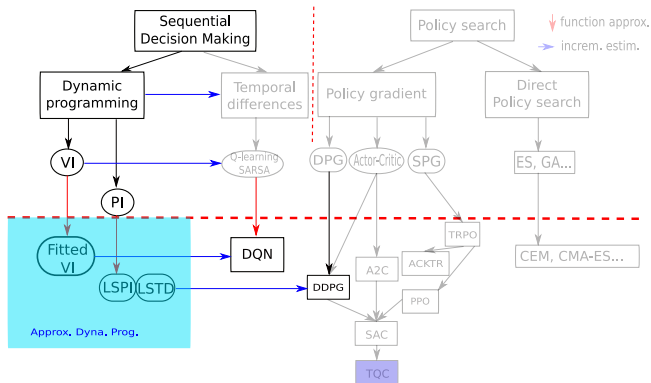 Sequential
Decision Making
Policy search
function approx.
increm. estim.
Dynamic
programming
Temporal
differences
Policy gradient
Direct
Policy search
VI
Q-learning
SARSA
DPG
Actor-Critic
SPG
ES, GA...
PI
TRPO
Fitted
VI
DQN
A2C
ACKTR
CEM, CMA-ES...
LSPI
LSTD
DDPG
PPO
Approx. Dyna. Prog.
SAC
TQC